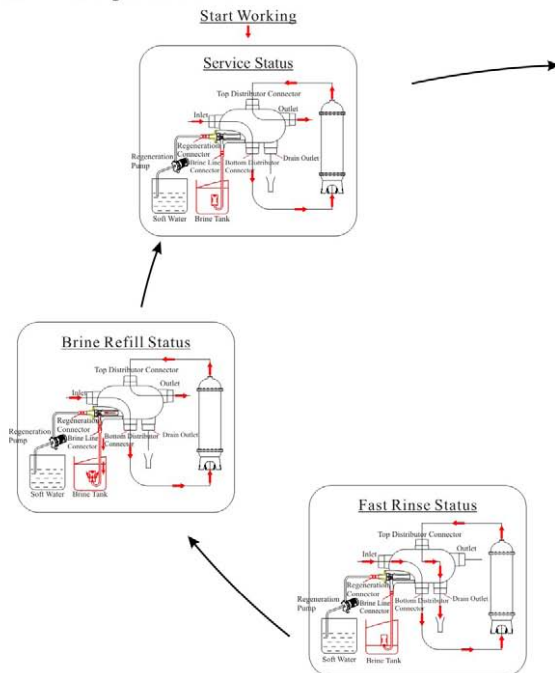 Start Working
Service Status
Top Distributor Connector
Inlet
Outlet
Regeneration
Connector
Regeneration
Pump
Brine Line
Connector
Bottom Distributor
Connector
Drain Outlet
Soft Water
Brine Tank
Brine Refill Status
Top Distributor Connector
Outlet
Inlet
Regeneration
Connector
Regeneration
Pump
Brine Line
Connector
Bottom Distributor
Connector
Drain Outlet
Soft Water
Brine Tank
Fast Rinse Status
Top Distributor Connector
Inlet
Outlet
Regeneration
Connector
Regeneration
Pump
Brine Line
Connector
Bottom Distributor
Connector
Drain Outlet
Soft Water
Brine Tank